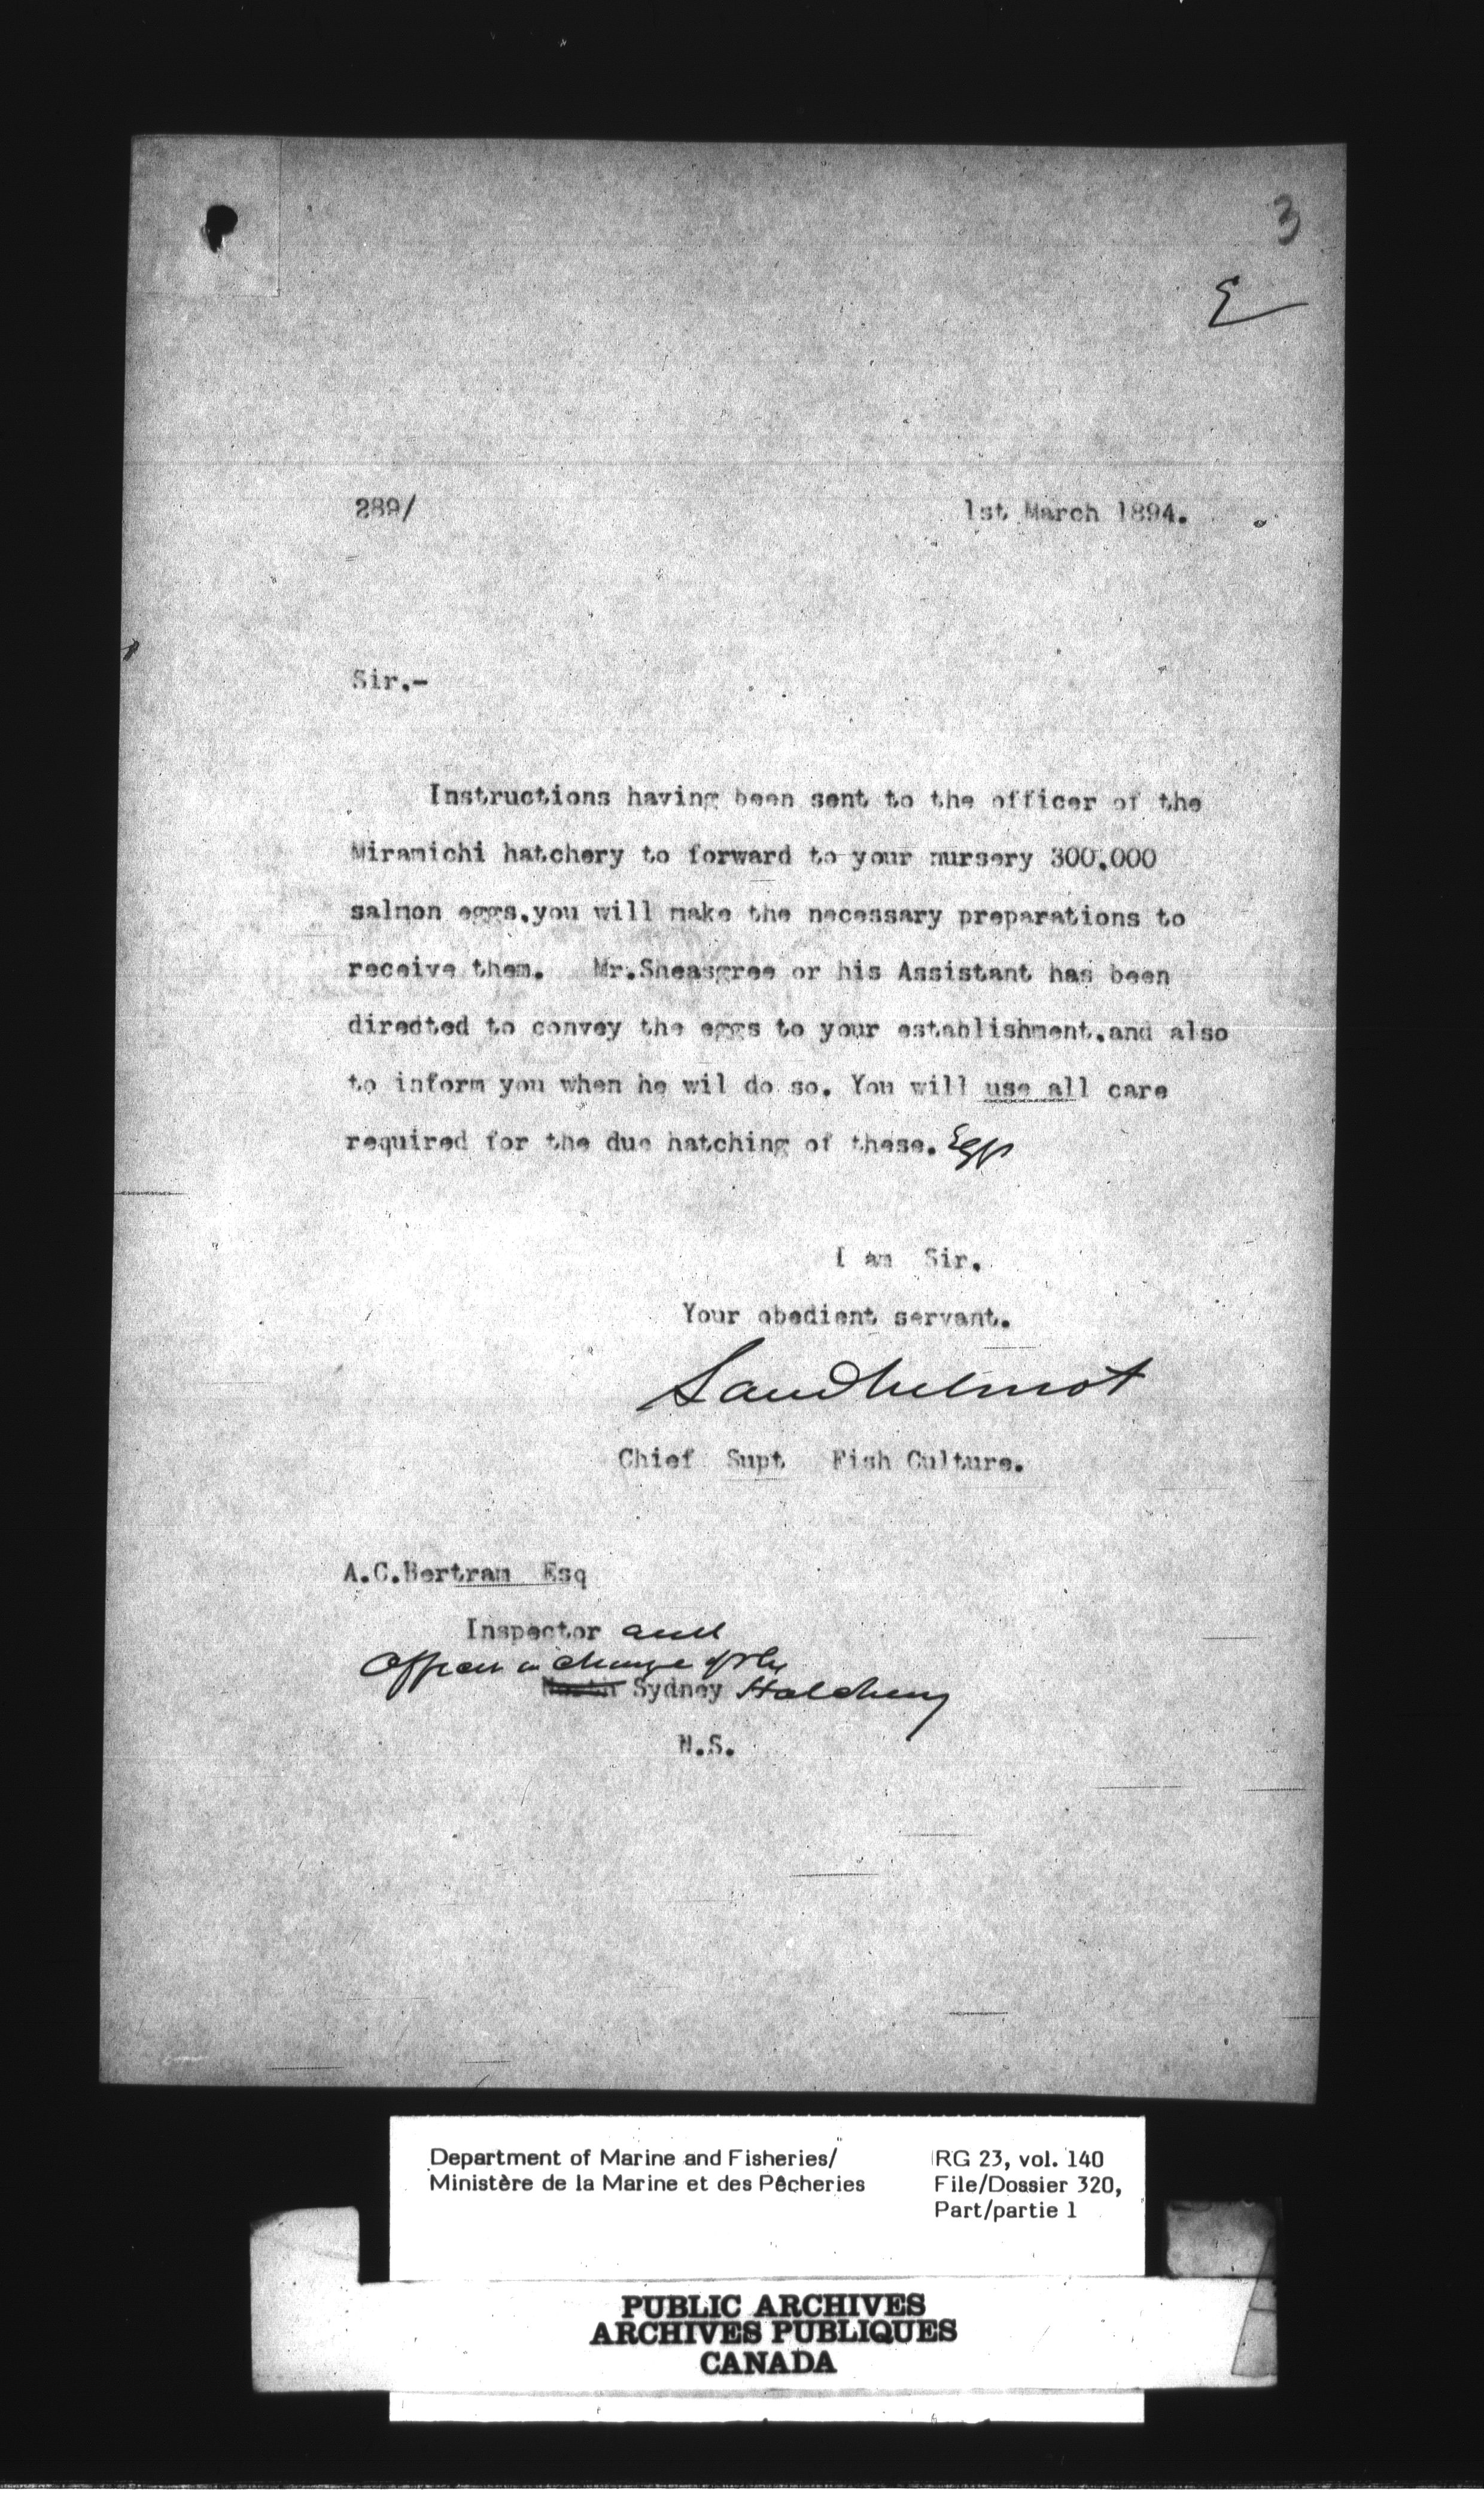 3
E
289/ 1st March 1894.
Sir.-
Instructions having been sent to the officer of the
Miramichi hatchery to forward to your nursery 300.000
salmon eggs.you will make the necessary preparations to
receive them. Mr.Sheasgree or his Assistant has been
directed to convey the eggs to your establishment.and also
to inform you when he wil do so. You will use all care
required for the due hatching of these. Eggs
I am Sir.
Your obedient servant.
Saml Wilmot
Chief Supt Fish Culture.
A.C.Bertram Esq
Inspector and
Officer in charge of the
North Sydney Hatchery
N.S.
Department of Marine and Fisheries/ RG 23, vol. 140
Ministère de la Marine et des Pêcheries File/Dossier 320,
Part/partie 1
PUBLIC ARCHIVES
ARCHIVES PUBLIQUES
CANADA